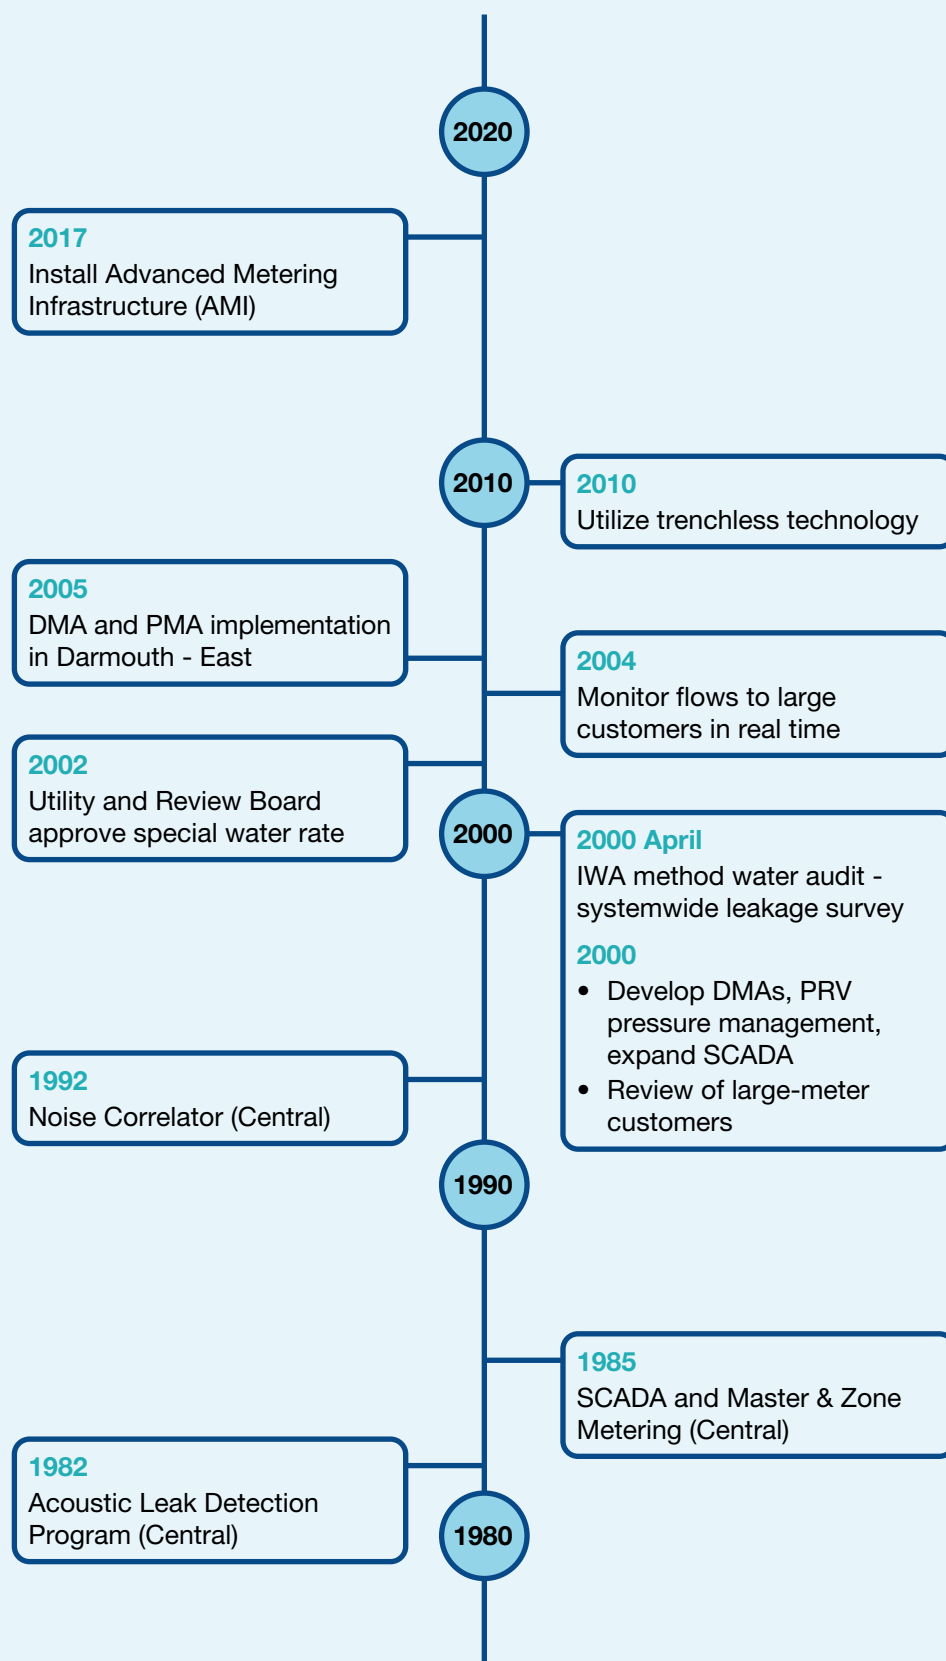 2020
2017
Install Advanced Metering
Infrastructure (AMI)
2010
2010
Utilize trenchless technology
2005
DMA and PMA implementation
in Darmouth - East
2004
Monitor flows to large
customers in real time
2002
Utility and Review Board
approve special water rate
2000
2000 April
IWA method water audit -
systemwide leakage survey
2000
• Develop DMAs, PRV
pressure management,
expand SCADA
• Review of large-meter
customers
1992
Noise Correlator (Central)
1990
1985
SCADA and Master & Zone
Metering (Central)
1982
Acoustic Leak Detection
Program (Central)
1980